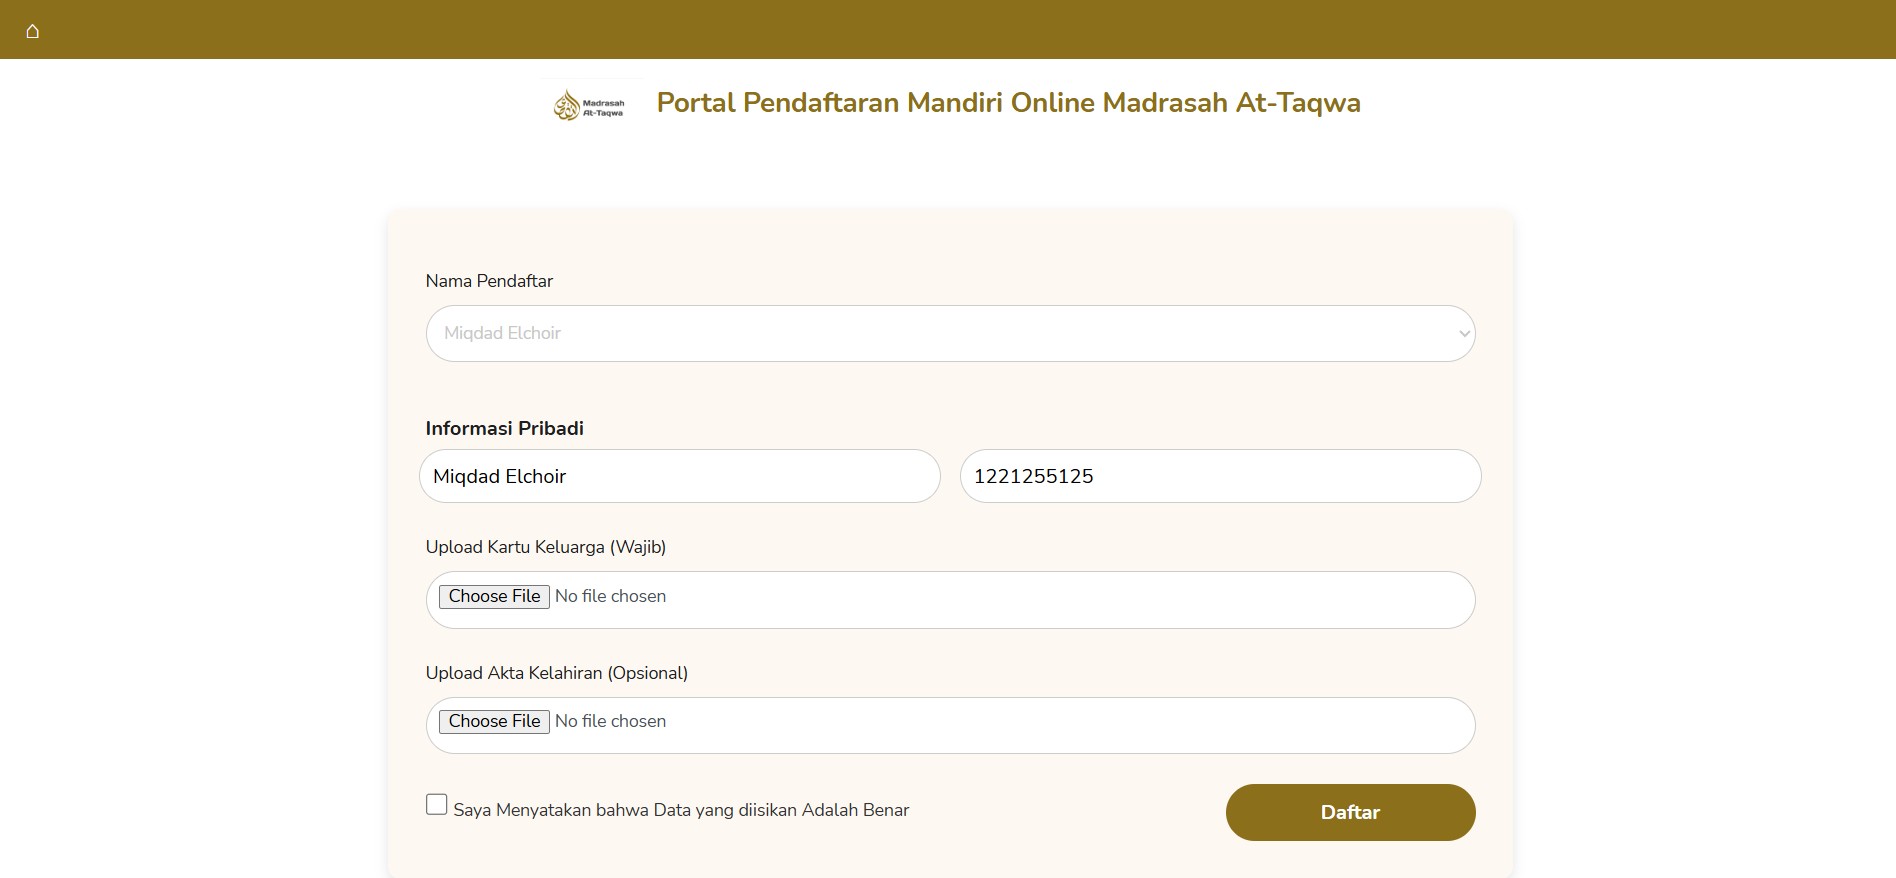 Madrasah
At-Taqwa
Portal Pendaftaran Mandiri Online Madrasah At-Taqwa
Nama Pendaftar
Miqdad Elchoir
Informasi Pribadi
Miqdad Elchoir
1221255125
Upload Kartu Keluarga (Wajib)
Choose File No file chosen
Upload Akta Kelahiran (Opsional)
Choose File No file chosen
Saya Menyatakan bahwa Data yang diisikan Adalah Benar
Daftar